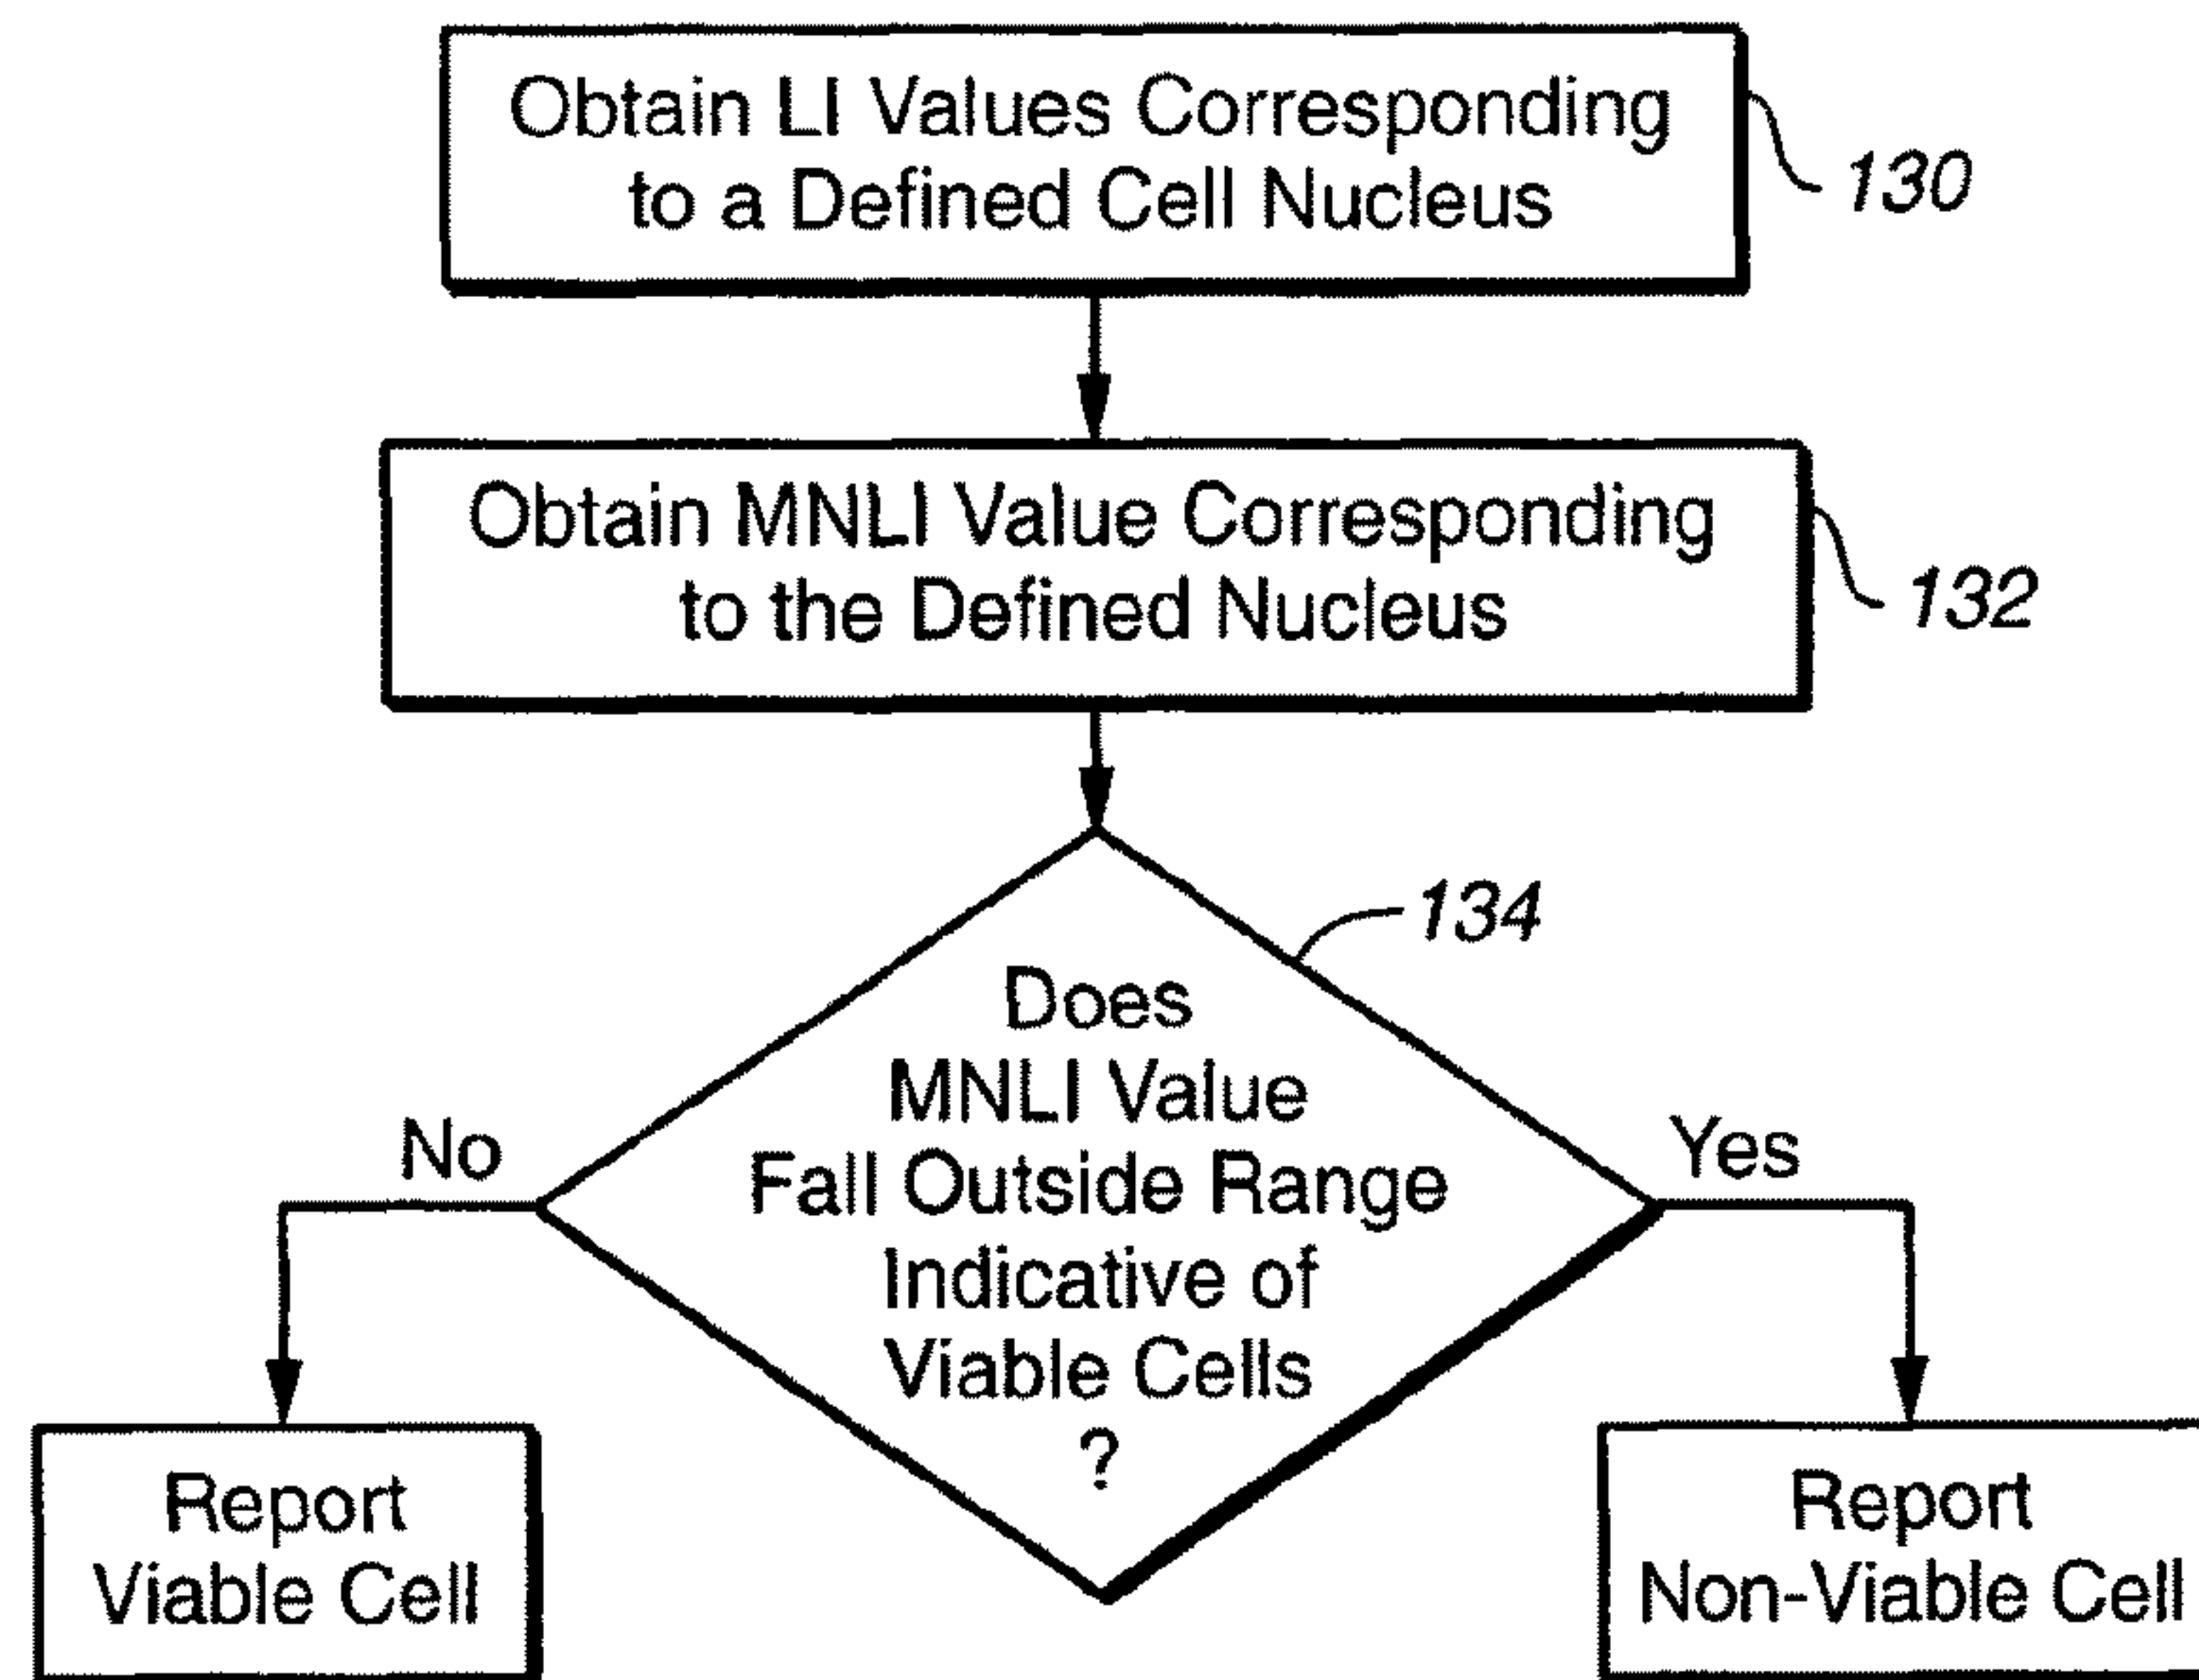 Obtain LI Values Corresponding
to a Defined Cell Nucleus
130
Obtain MNLI Value Corresponding
to the Defined Nucleus
132
134
Does
MNLI Value
Fall Outside Range
Indicative of
Viable Cells
?
No
Yes
Report
Viable Cell
Report
Non-Viable Cell